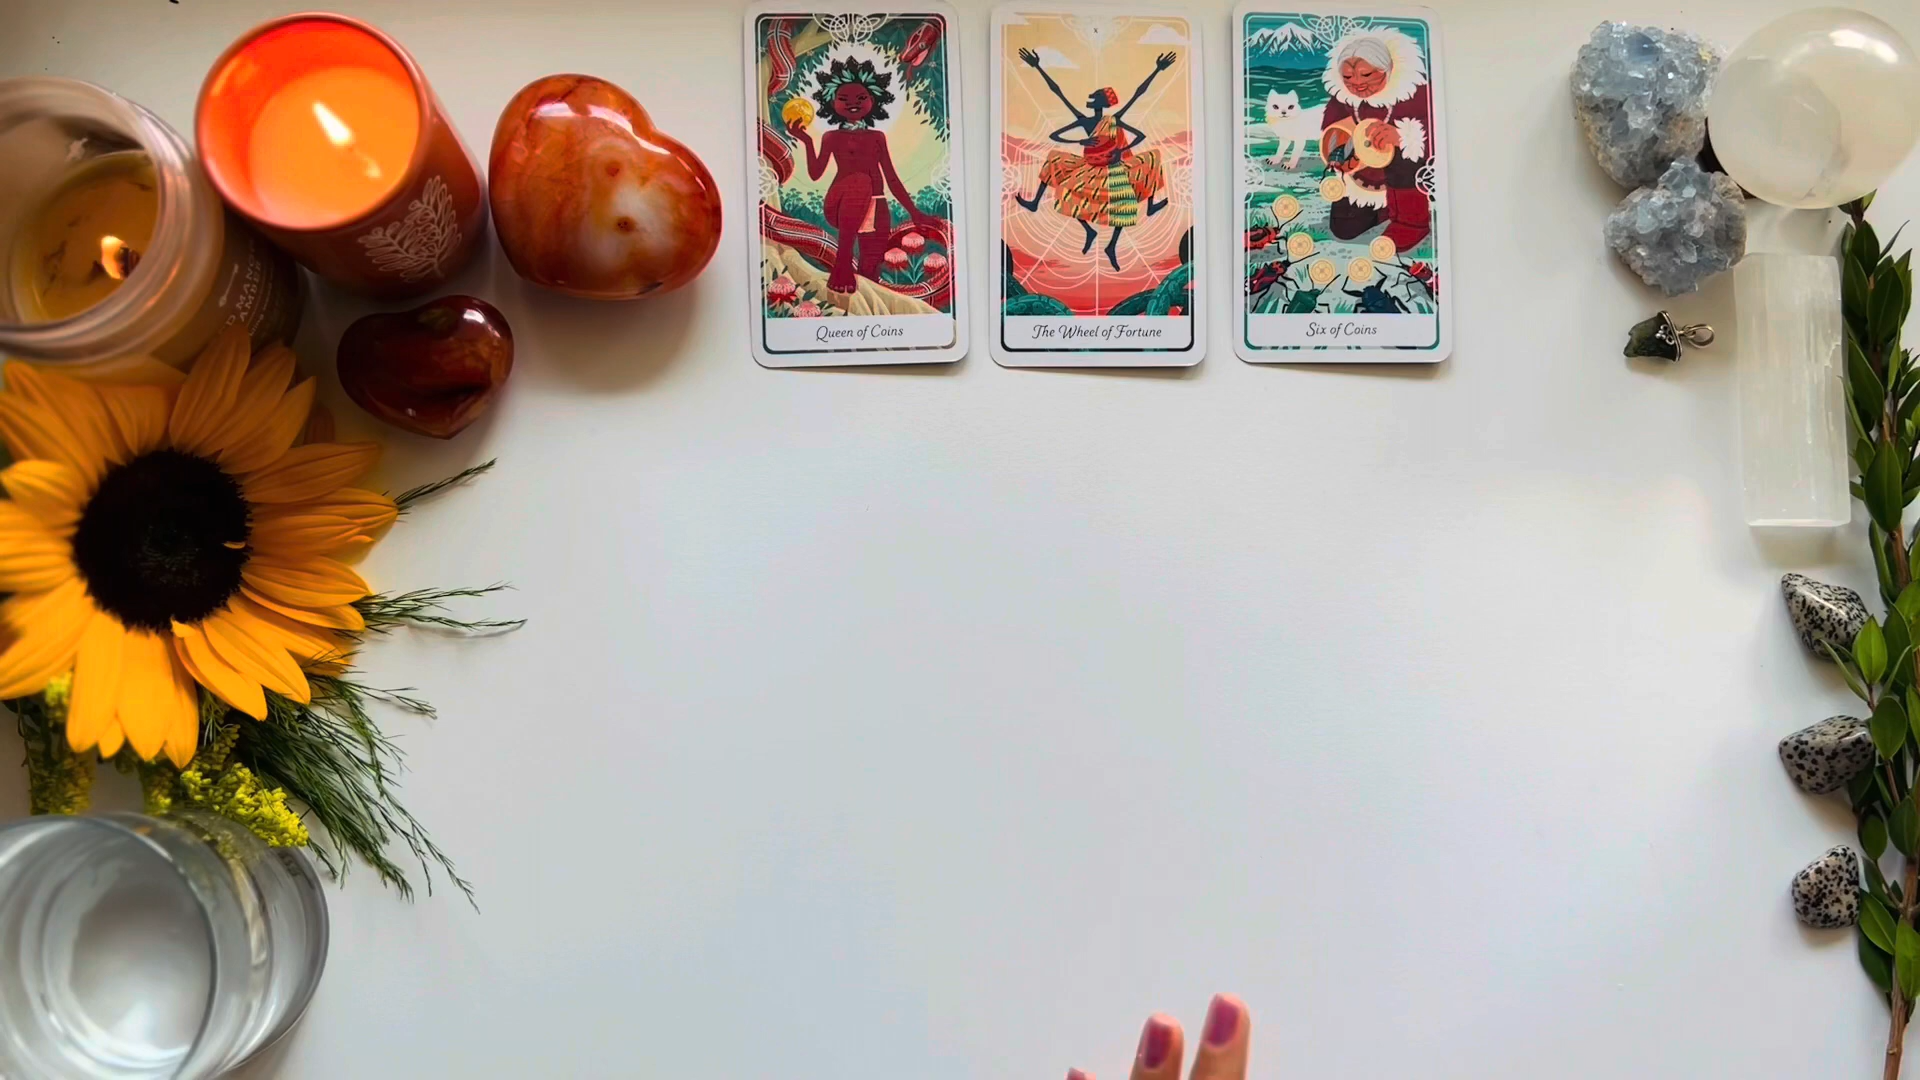 X
Queen of Coins
The Wheel of Fortune
Six of Coins